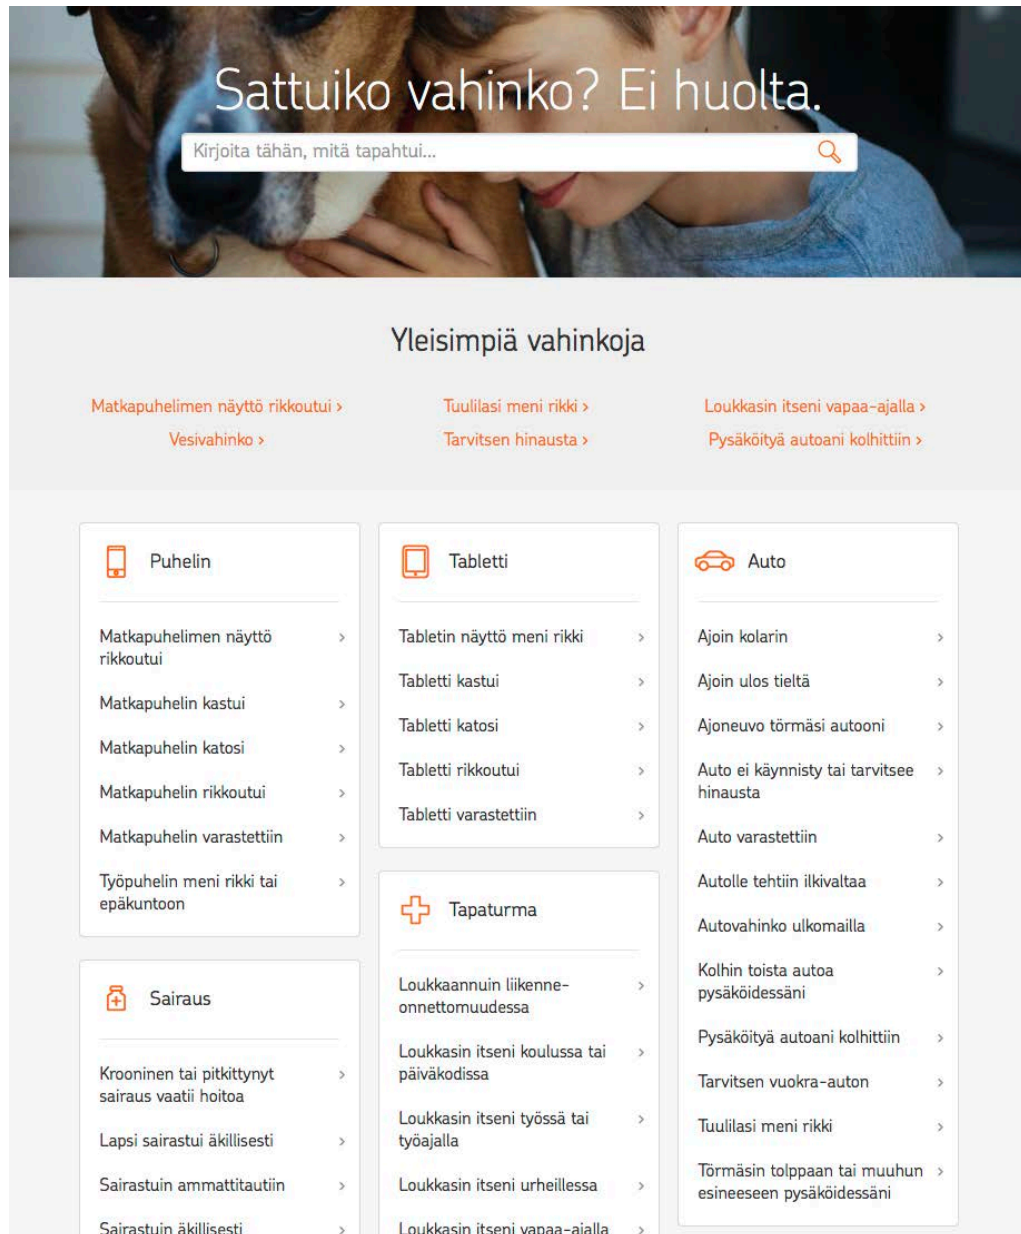 Sattuiko vahinko? Ei huolta.
Kirjoita tähän, mitä tapahtui...
Yleisimpiä vahinkoja
Matkapuhelimen näyttö rikkoutui ›
Tuulilasi meni rikki ›
Loukkasin itseni vapaa-ajalla ›
Vesivahinko ›
Tarvitsen hinausta ›
Pysäköityä autoani kolhittiin ›
Puhelin
Matkapuhelimen näyttö
rikkoutui
Matkapuhelin kastui
Matkapuhelin katosi
Matkapuhelin rikkoutui
Matkapuhelin varastettiin
Työpuhelin meni rikki tai
epäkuntoon
Sairaus
Krooninen tai pitkittynyt
sairaus vaatii hoitoa
Lapsi sairastui äkillisesti
Sairastuin ammattitautiin
Sairastuin äkillisesti
Tabletti
Tabletin näyttö meni rikki
Tabletti kastui
Tabletti katosi
Tabletti rikkoutui
Tabletti varastettiin
Tapaturma
Loukkaannuin liikenne-
onnettomuudessa
Loukkasin itseni koulussa tai
päiväkodissa
Loukkasin itseni työssä tai
työajalla
Loukkasin itseni urheillessa
Loukkasin itseni vapaa-ajalla
Auto
Ajoin kolarin
Ajoin ulos tieltä
Ajoneuvo törmäsi autooni
Auto ei käynnisty tai tarvitsee
hinausta
Auto varastettiin
Autolle tehtiin ilkivaltaa
Autovahinko ulkomailla
Kolhin toista autoa
pysäköidessäni
Pysäköityä autoani kolhittiin
Tarvitsen vuokra-auton
Tuulilasi meni rikki
Törmäsin tolppaan tai muuhun
esineeseen pysäköidessäni